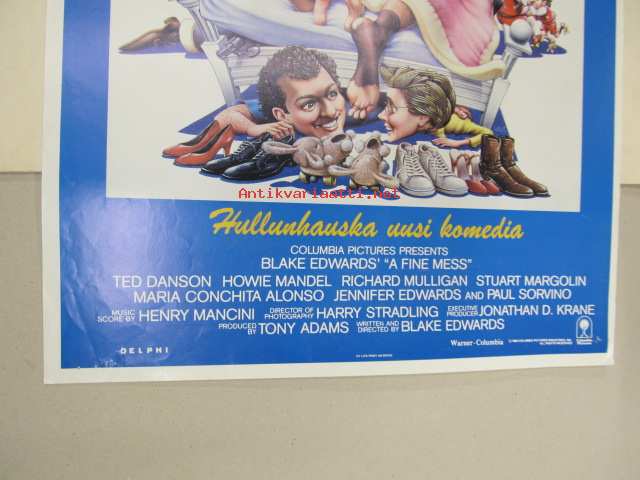 Antikvariaatti.net
Hullunhauska uusi komedia
COLUMBIA PICTURES PRESENTS
BLAKE EDWARDS' "A FINE MESS"
TED DANSON HOWIE MANDEL RICHARD MULLIGAN STUART MARGOLIN
MARIA CONCHITA ALONSO JENNIFER EDWARDS AND PAUL SORVINO
MUSIC SCORE BY HENRY MANCINI DIRECTOR OF PHOTOGRAPHY HARRY STRADLING EXECUTIVE PRODUCER JONATHAN D. KRANE
PRODUCED BY TONY ADAMS WRITTEN AND DIRECTED BY BLAKE EDWARDS
DELPHI
Warner-Columbia